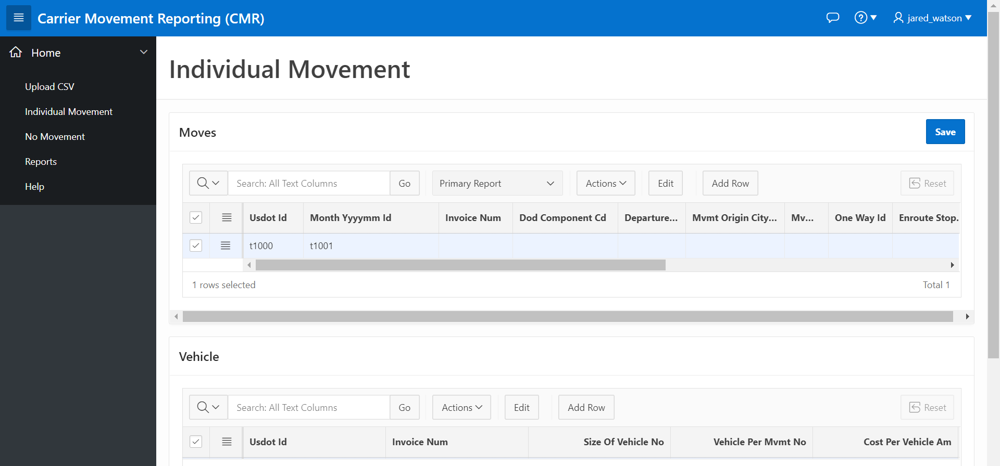 Carrier Movement Reporting (CMR)
jared_watson
Home
Upload CSV
Individual Movement
No Movement
Reports
Help
Individual Movement
Moves
Save
Search: All Text Columns
Go
Primary Report
Actions
Edit
Add Row
Reset
Usdot Id
Month Yyyymm Id
Invoice Num
Dod Component Cd
Departure...
Mvmt Origin City...
Mv...
One Way Id
Enroute Stop.
t1000
t1001
1 rows selected
Total 1
Vehicle
Search: All Text Columns
Go
Actions
Edit
Add Row
Reset
Usdot Id
Invoice Num
Size Of Vehicle No
Vehicle Per Mvmt No
Cost Per Vehicle Am